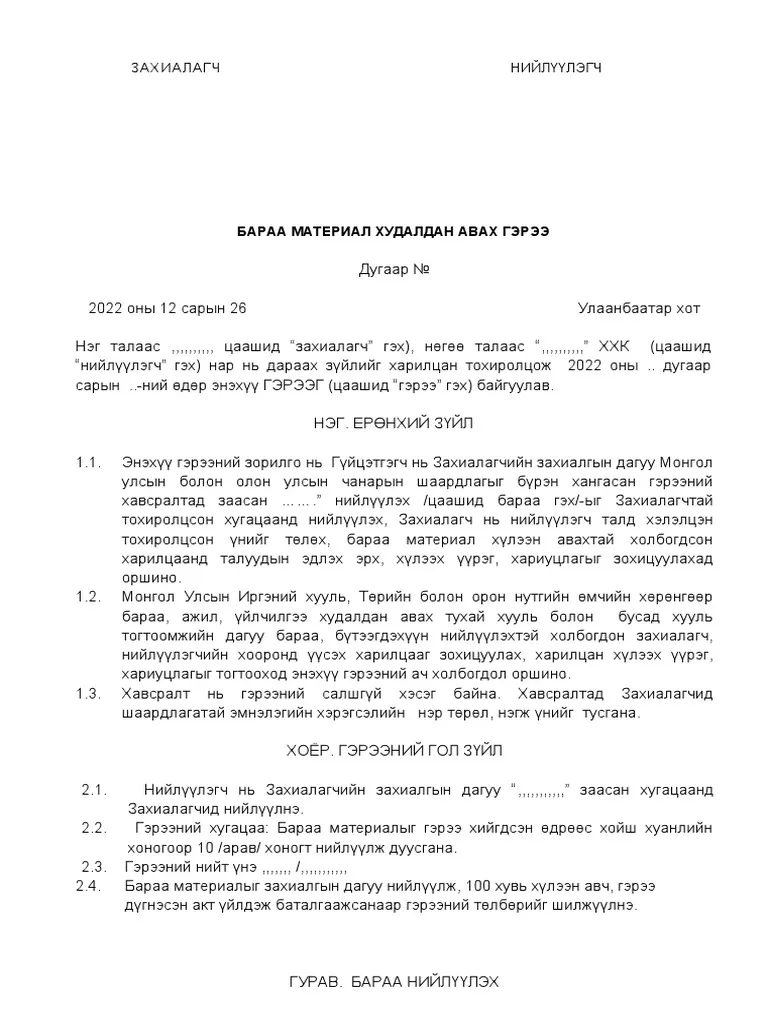 ЗАХИАЛАГЧ НИЙЛҮҮЛЭГЧ
БАРАА МАТЕРИАЛ ХУДАЛДАН АВАХ ГЭРЭЭ
Дугаар №
2022 оны 12 сарын 26 Улаанбаатар хот
Нэг талаас ,,,,,,,,,, цаашид “захиалагч” гэх), нөгөө талаас “,,,,,,,,,,” ХХК (цаашид
“нийлүүлэгч” гэх) нар нь дараах зүйлийг харилцан тохиролцож 2022 оны .. дугаар
сарын ..-ний өдөр энэхүү ГЭРЭЭГ (цаашид “гэрээ” гэх) байгуулав.
НЭГ. ЕРӨНХИЙ ЗҮЙЛ
1.1. Энэхүү гэрээний зорилго нь Гүйцэтгэгч нь Захиалагчийн захиалгын дагуу Монгол
улсын болон олон улсын чанарын шаардлагыг бүрэн хангасан гэрээний
хавсралтад заасан …….” нийлүүлэх /цаашид бараа гэх/-ыг Захиалагчтай
тохиролцсон хугацаанд нийлүүлэх, Захиалагч нь нийлүүлэгч талд хэлэлцэн
тохиролцсон үнийг төлөх, бараа материал хүлээн авахтай холбогдсон
харилцаанд талуудын эдлэх эрх, хүлээх үүрэг, хариуцлагыг зохицуулахад
оршино.
1.2. Монгол Улсын Иргэний хууль, Төрийн болон орон нутгийн өмчийн хөрөнгөөр
бараа, ажил, үйлчилгээ худалдан авах тухай хууль болон бусад хууль
тогтоомжийн дагуу бараа, бүтээгдэхүүн нийлүүлэхтэй холбогдон захиалагч,
нийлүүлэгчийн хооронд үүсэх харилцааг зохицуулах, харилцан хүлээх үүрэг,
хариуцлагыг тогтооход энэхүү гэрээний ач холбогдол оршино.
1.3. Хавсралт нь гэрээний салшгүй хэсэг байна. Хавсралтад Захиалагчид
шаардлагатай эмнэлэгийн хэрэгсэлийн нэр төрөл, нэгж үнийг тусгана.
ХОЁР. ГЭРЭЭНИЙ ГОЛ ЗҮЙЛ
2.1. Нийлүүлэгч нь Захиалагчийн захиалгын дагуу “,,,,,,,,,,,” заасан хугацаанд
Захиалагчид нийлүүлнэ.
2.2. Гэрээний хугацаа: Бараа материалыг гэрээ хийгдсэн өдрөөс хойш хуанлийн
хоногоор 10 /арав/ хоногт нийлүүлж дуусгана.
2.3. Гэрээний нийт үнэ ,,,,,,, /,,,,,,,,,,,
2.4. Бараа материалыг захиалгын дагуу нийлүүлж, 100 хувь хүлээн авч, гэрээ
дүгнэсэн акт үйлдэж баталгаажсанаар гэрээний төлбөрийг шилжүүлнэ.
ГУРАВ. БАРАА НИЙЛҮҮЛЭХ